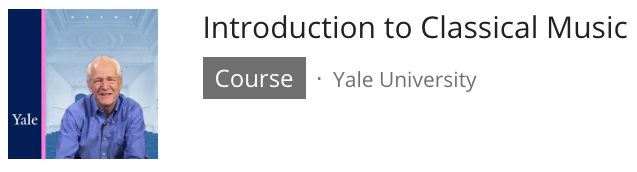 Introduction to Classical Music
Course · Yale University
Yale